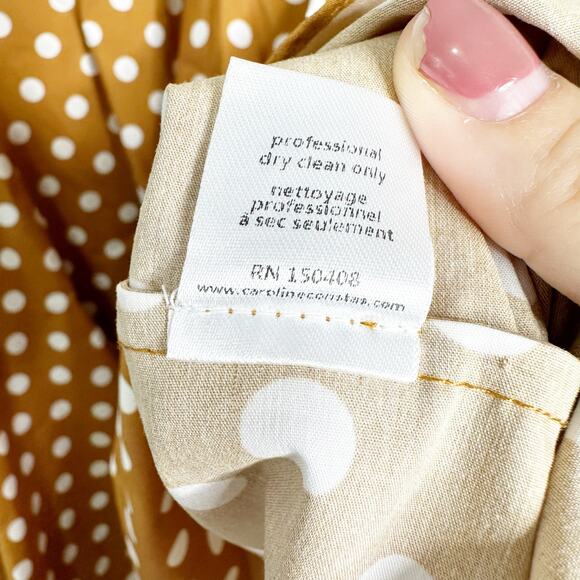 professional
dry clean only
nettoyage
professionnel
à sec seulement
RN 150408
www.carolineconstas.com